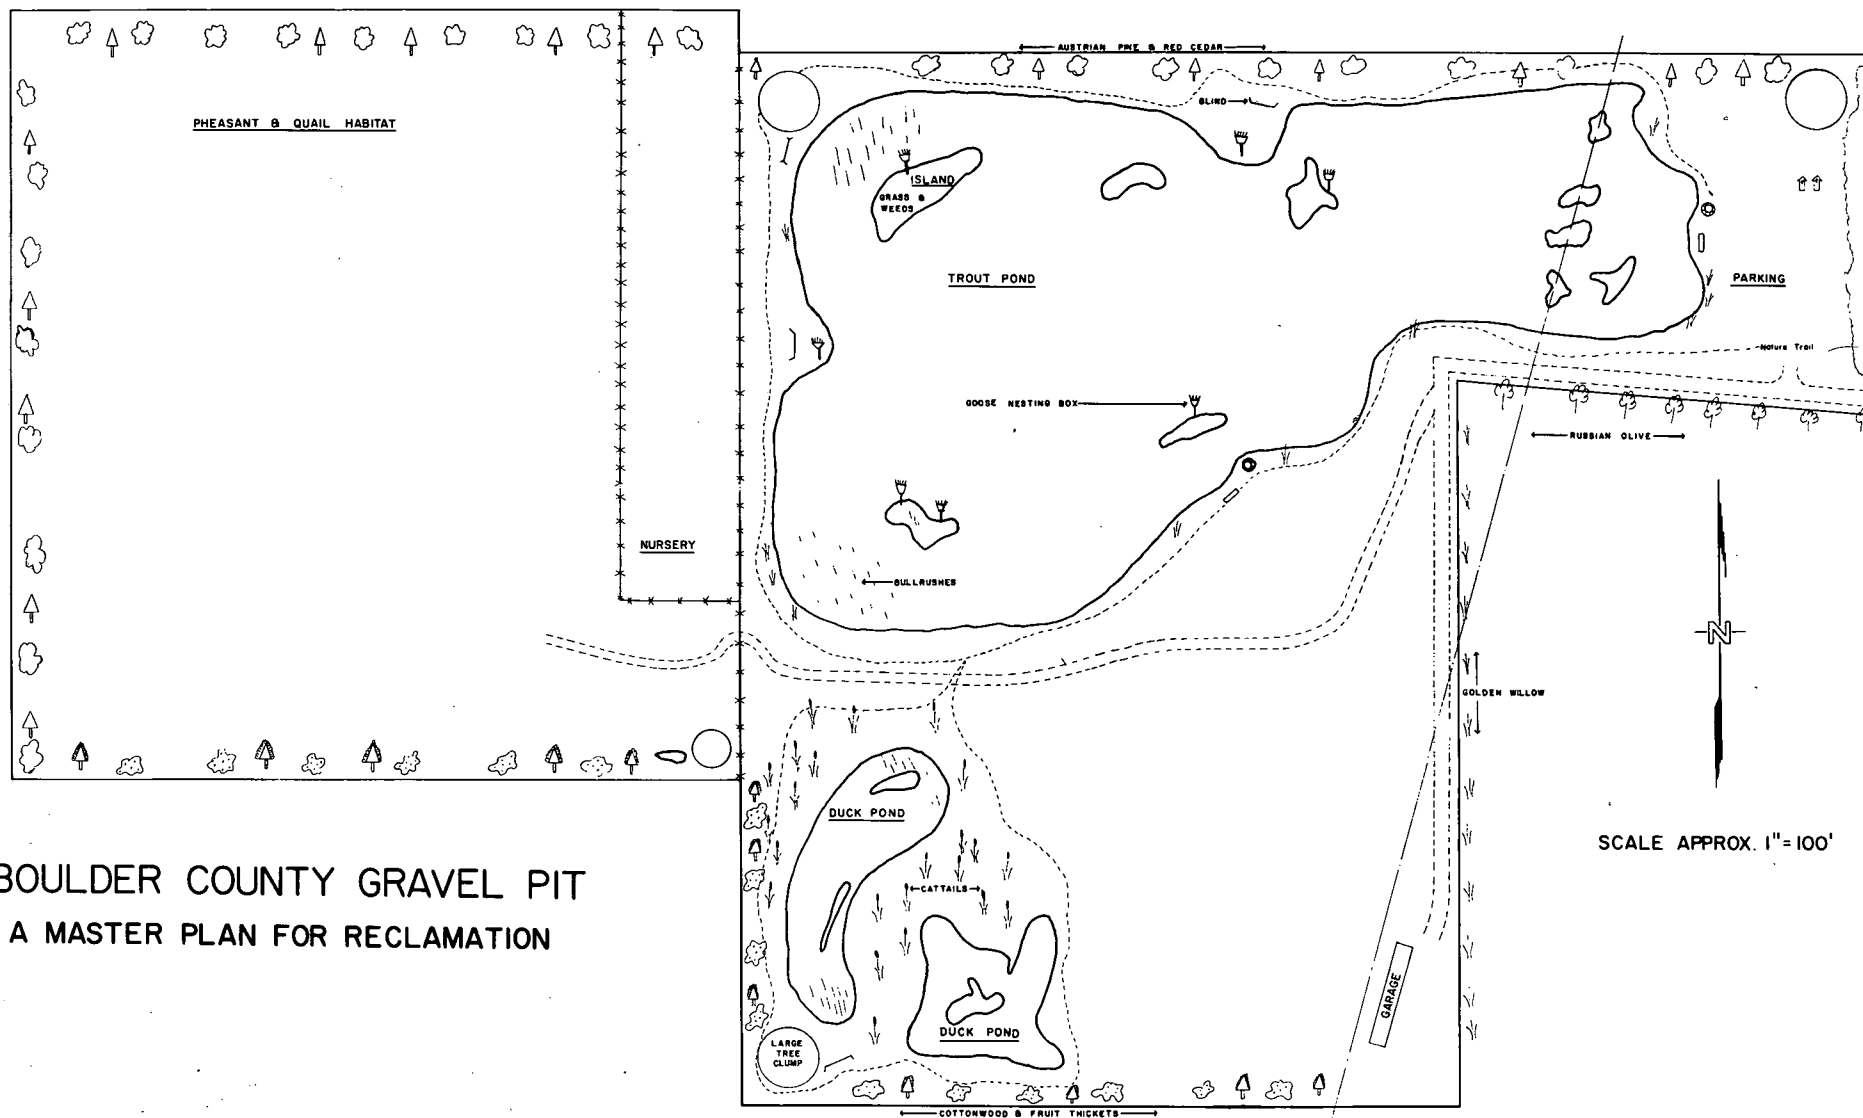 AUSTRIAN PINE & RED CEDAR
BLIND
PHEASANT & QUAIL HABITAT
ISLAND
GRASS &
WEEDS
TROUT POND
PARKING
Nature Trail
GOOSE NESTING BOX
RUSSIAN OLIVE
NURSERY
BULLRUSHES
N
GOLDEN WILLOW
DUCK POND
SCALE APPROX. 1"=100'
BOULDER COUNTY GRAVEL PIT
A MASTER PLAN FOR RECLAMATION
CATTAILS
GARAGE
DUCK POND
LARGE
TREE
CLUMP
COTTONWOOD & FRUIT THICKETS